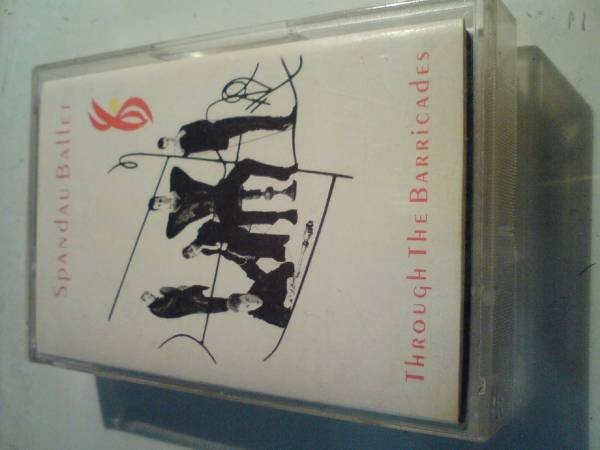 Spandau Ballet
Through The Barricades